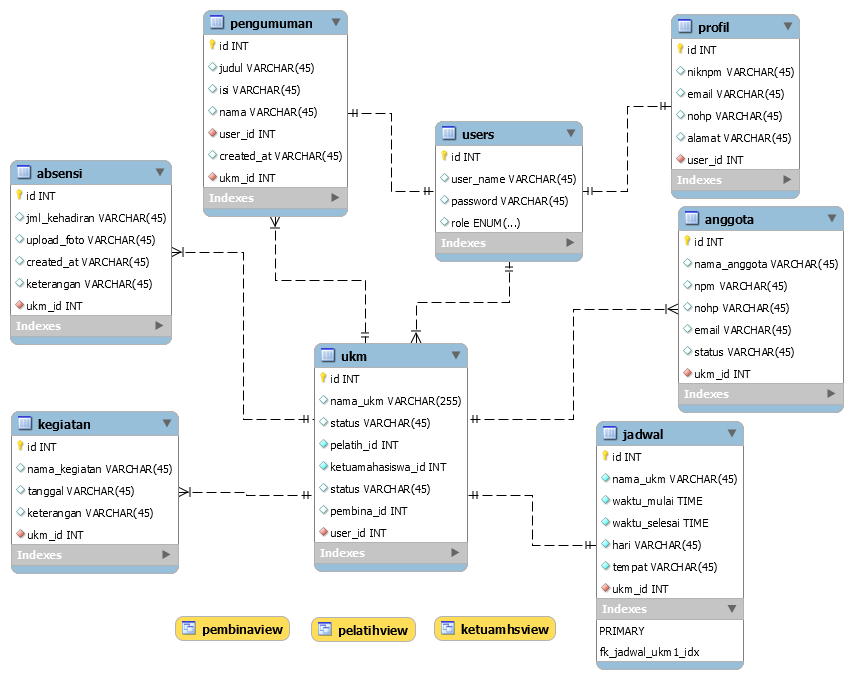 pengumuman
id INT
judul VARCHAR(45)
isi VARCHAR(45)
nama VARCHAR(45)
user_id INT
created_at VARCHAR(45)
ukm_id INT
Indexes
profil
id INT
niknpm VARCHAR(45)
email VARCHAR(45)
nohp VARCHAR(45)
alamat VARCHAR(45)
user_id INT
Indexes
users
id INT
user_name VARCHAR(45)
password VARCHAR(45)
role ENUM(...)
Indexes
absensi
id INT
jml_kehadiran VARCHAR(45)
upload_foto VARCHAR(45)
created_at VARCHAR(45)
keterangan VARCHAR(45)
ukm_id INT
Indexes
anggota
id INT
nama_anggota VARCHAR(45)
npm VARCHAR(45)
nohp VARCHAR(45)
email VARCHAR(45)
status VARCHAR(45)
ukm_id INT
Indexes
ukm
id INT
nama_ukm VARCHAR(255)
status VARCHAR(45)
pelatih_id INT
ketuamahasiswa_id INT
status VARCHAR(45)
pembina_id INT
user_id INT
Indexes
kegiatan
id INT
nama_kegiatan VARCHAR(45)
tanggal VARCHAR(45)
keterangan VARCHAR(45)
ukm_id INT
Indexes
jadwal
id INT
nama_ukm VARCHAR(45)
waktu_mulai TIME
waktu_selesai TIME
hari VARCHAR(45)
tempat VARCHAR(45)
ukm_id INT
Indexes
PRIMARY
fk_jadwal_ukm1_idx
pembinaview
pelatihview
ketuamhsview